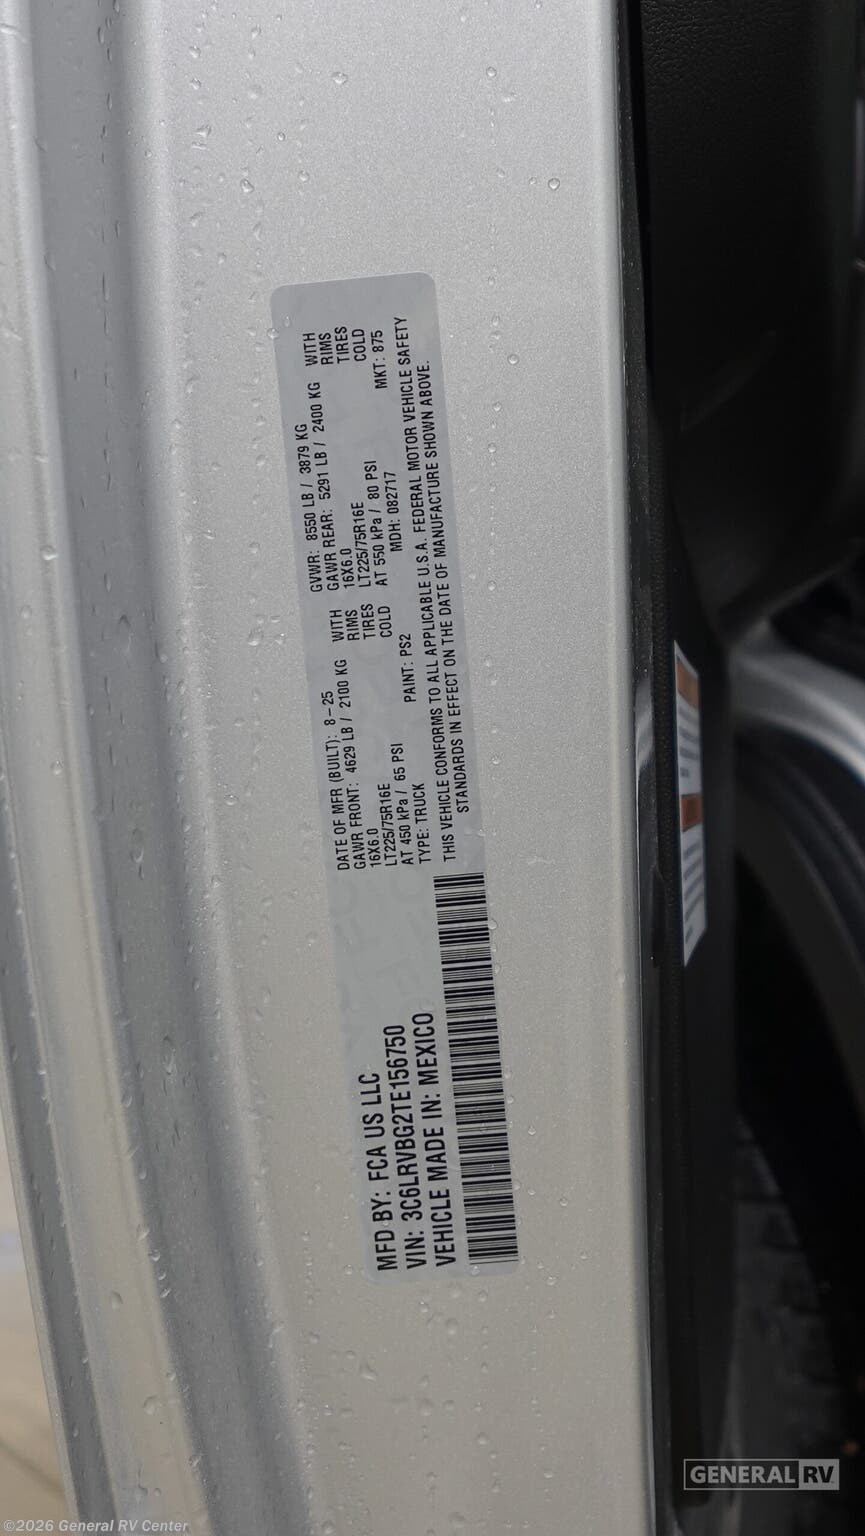 MFD BY: FCA US LLC
VIN: 3C6LRVBG2TE156750
VEHICLE MADE IN: MEXICO
DATE OF MFR (BUILT): 8-25 GVWR: 8550 LB / 3879 KG
GAWR FRONT: 4629 LB / 2100 KG WITH GAWR REAR: 5291 LB / 2400 KG WITH
16X6.0 RIMS 16X6.0 RIMS
LT225/75R16E TIRES LT225/75R16E TIRES
AT 450 kPa / 65 PSI COLD AT 550 kPa / 80 PSI COLD
TYPE: TRUCK PAINT: PS2 MDH: 082717 MKT: 875
THIS VEHICLE CONFORMS TO ALL APPLICABLE U.S.A. FEDERAL MOTOR VEHICLE SAFETY
STANDARDS IN EFFECT ON THE DATE OF MANUFACTURE SHOWN ABOVE.
GENERAL RV
©2026 General RV Center